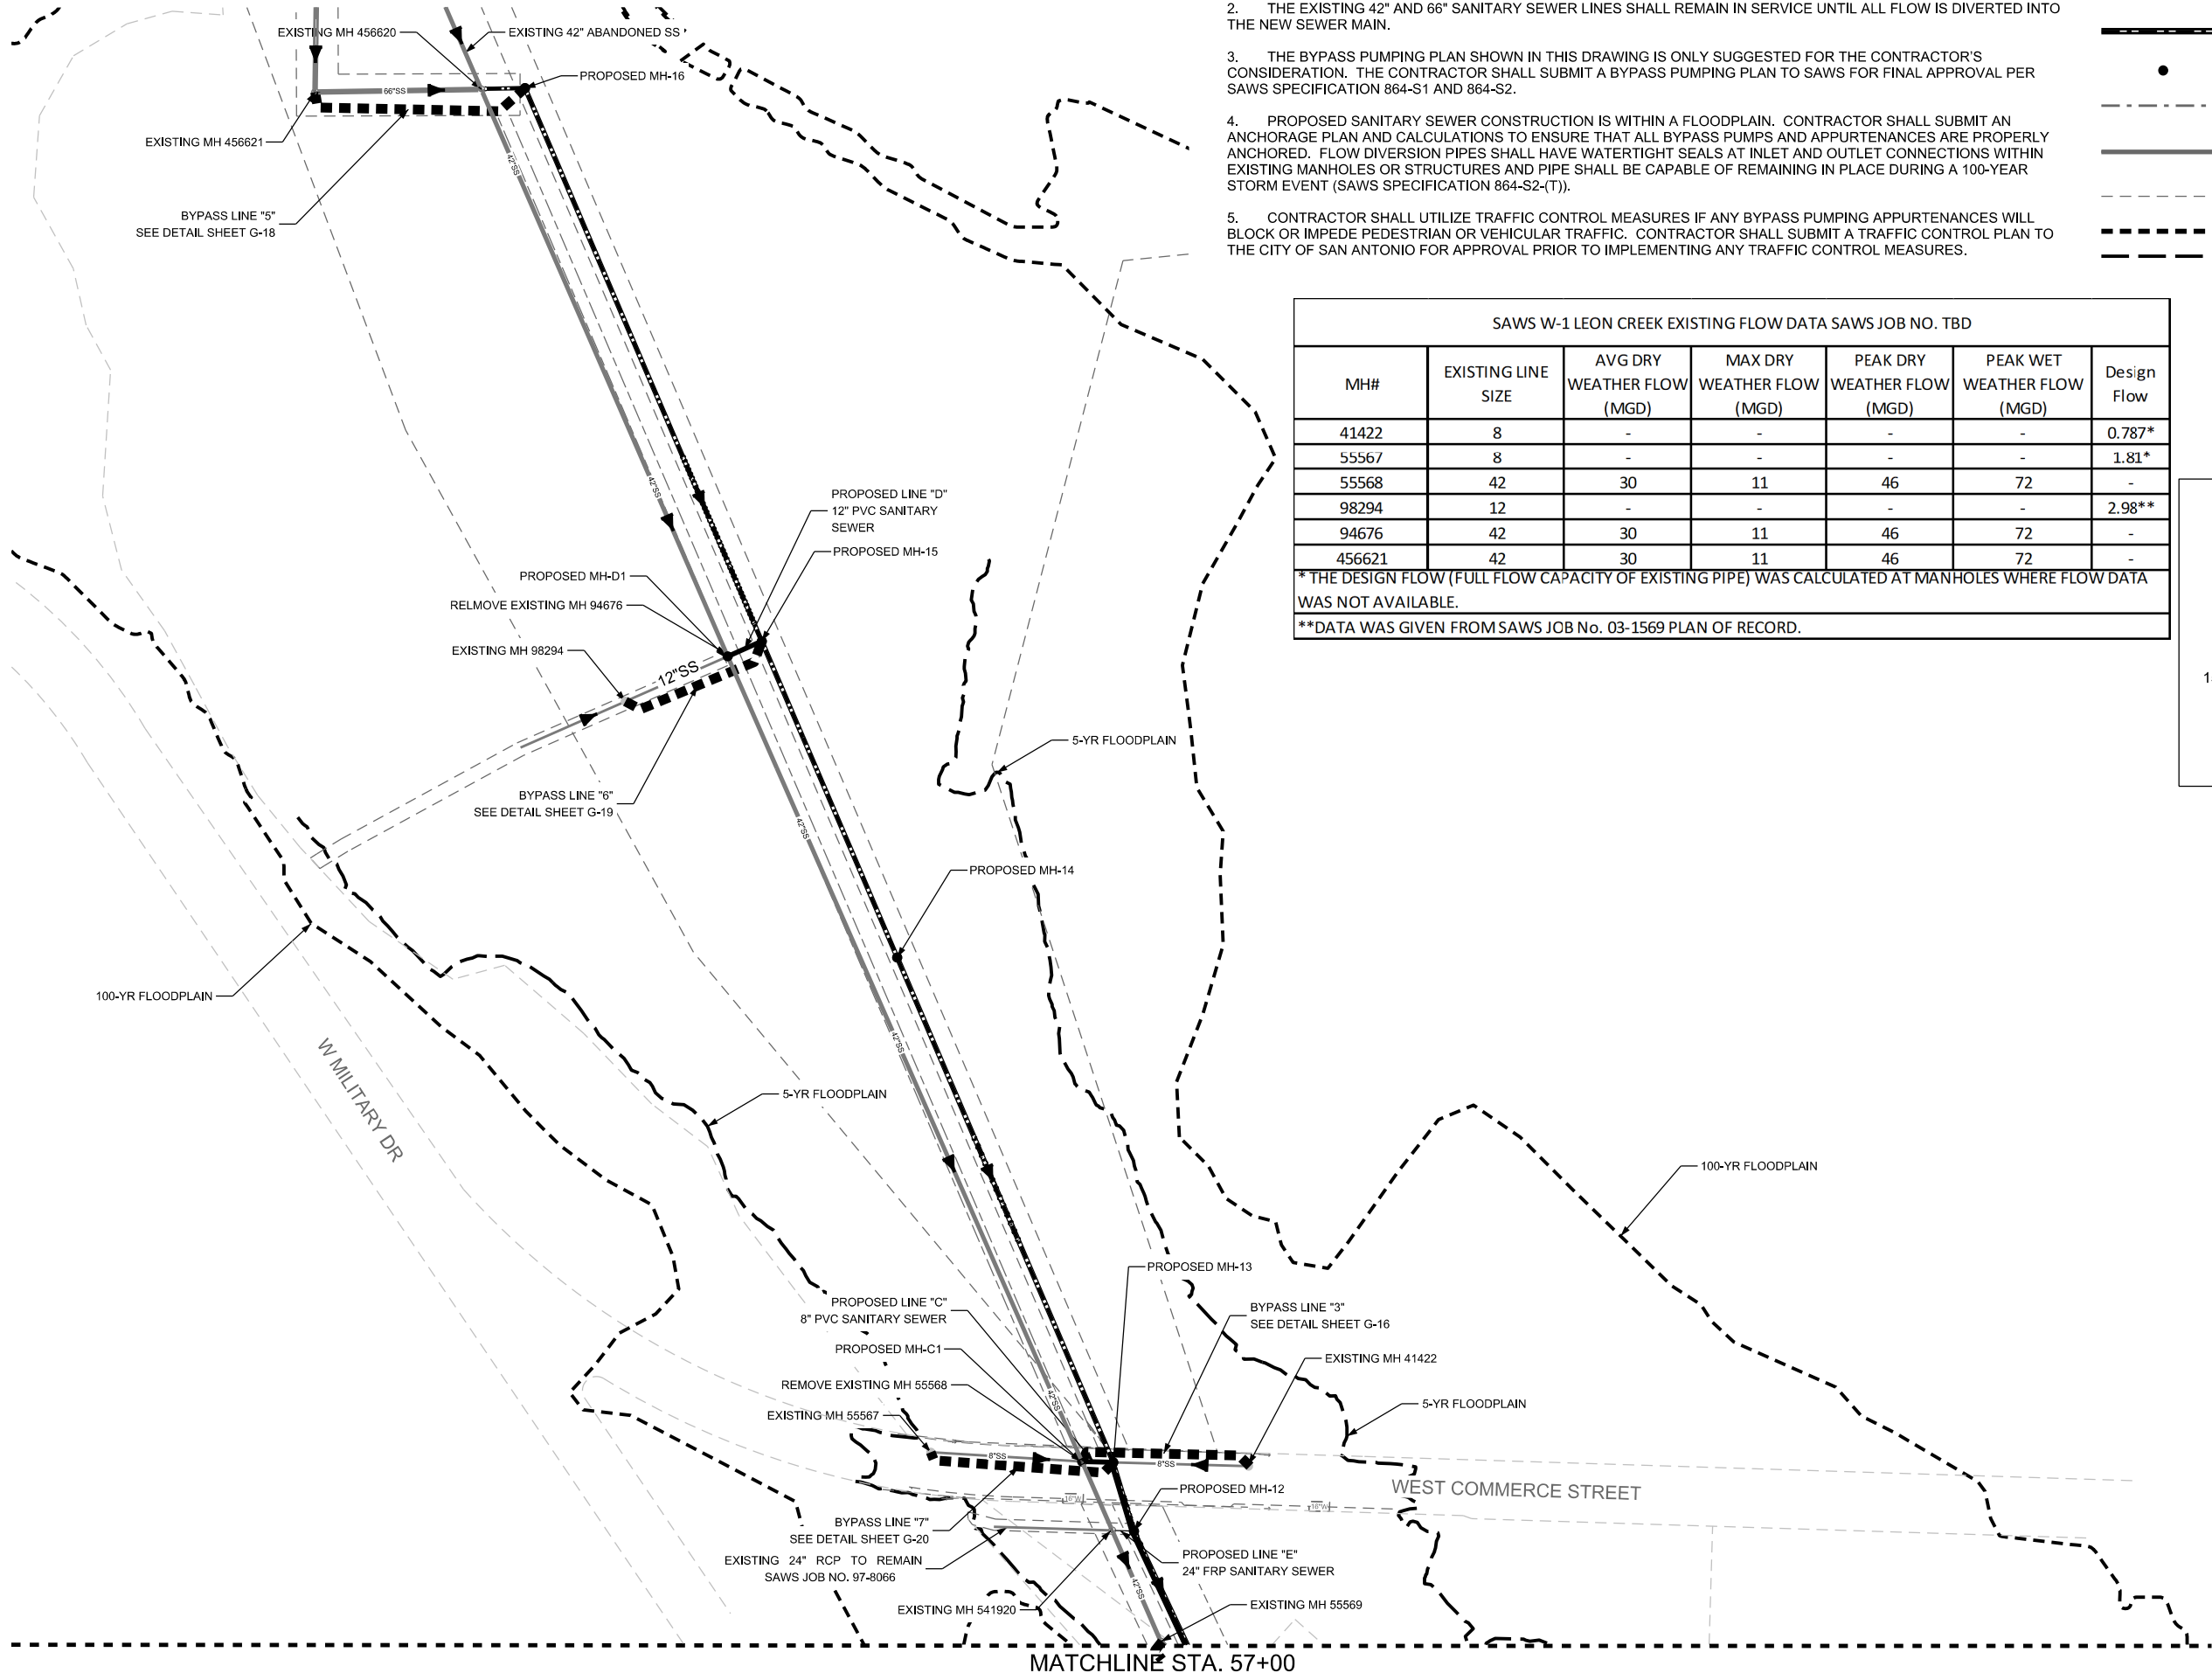 2. THE EXISTING 42" AND 66" SANITARY SEWER LINES SHALL REMAIN IN SERVICE UNTIL ALL FLOW IS DIVERTED INTO
THE NEW SEWER MAIN.
3. THE BYPASS PUMPING PLAN SHOWN IN THIS DRAWING IS ONLY SUGGESTED FOR THE CONTRACTOR'S
CONSIDERATION. THE CONTRACTOR SHALL SUBMIT A BYPASS PUMPING PLAN TO SAWS FOR FINAL APPROVAL PER
SAWS SPECIFICATION 864-S1 AND 864-S2.
4. PROPOSED SANITARY SEWER CONSTRUCTION IS WITHIN A FLOODPLAIN. CONTRACTOR SHALL SUBMIT AN
ANCHORAGE PLAN AND CALCULATIONS TO ENSURE THAT ALL BYPASS PUMPS AND APPURTENANCES ARE PROPERLY
ANCHORED. FLOW DIVERSION PIPES SHALL HAVE WATERTIGHT SEALS AT INLET AND OUTLET CONNECTIONS WITHIN
EXISTING MANHOLES OR STRUCTURES AND PIPE SHALL BE CAPABLE OF REMAINING IN PLACE DURING A 100-YEAR
STORM EVENT (SAWS SPECIFICATION 864-S2-(T)).
5. CONTRACTOR SHALL UTILIZE TRAFFIC CONTROL MEASURES IF ANY BYPASS PUMPING APPURTENANCES WILL
BLOCK OR IMPEDE PEDESTRIAN OR VEHICULAR TRAFFIC. CONTRACTOR SHALL SUBMIT A TRAFFIC CONTROL PLAN TO
THE CITY OF SAN ANTONIO FOR APPROVAL PRIOR TO IMPLEMENTING ANY TRAFFIC CONTROL MEASURES.
SAWS W-1 LEON CREEK EXISTING FLOW DATA SAWS JOB NO. TBD
MH# EXISTING LINE SIZE AVG DRY WEATHER FLOW (MGD) MAX DRY WEATHER FLOW (MGD) PEAK DRY WEATHER FLOW (MGD) PEAK WET WEATHER FLOW (MGD) Design Flow
41422 8 - - - - 0.787*
55567 8 - - - - 1.81*
55568 42 30 11 46 72 -
98294 12 - - - - 2.98**
94676 42 30 11 46 72 -
456621 42 30 11 46 72 -
* THE DESIGN FLOW (FULL FLOW CAPACITY OF EXISTING PIPE) WAS CALCULATED AT MANHOLES WHERE FLOW DATA
WAS NOT AVAILABLE.
**DATA WAS GIVEN FROM SAWS JOB No. 03-1569 PLAN OF RECORD.
EXISTING MH 456620
EXISTING 42" ABANDONED SS
PROPOSED MH-16
66"SS
EXISTING MH 456621
42"SS
BYPASS LINE "5"
SEE DETAIL SHEET G-18
42"SS
PROPOSED LINE "D"
12" PVC SANITARY
SEWER
PROPOSED MH-15
PROPOSED MH-D1
RELMOVE EXISTING MH 94676
EXISTING MH 98294
12"SS
5-YR FLOODPLAIN
BYPASS LINE "6"
SEE DETAIL SHEET G-19
42"SS
PROPOSED MH-14
100-YR FLOODPLAIN
42"SS
W MILITARY DR
5-YR FLOODPLAIN
100-YR FLOODPLAIN
PROPOSED MH-13
PROPOSED LINE "C"
8" PVC SANITARY SEWER
BYPASS LINE "3"
SEE DETAIL SHEET G-16
PROPOSED MH-C1
EXISTING MH 41422
REMOVE EXISTING MH 55568
42"SS
EXISTING MH 55567
5-YR FLOODPLAIN
8"SS
8"SS
WEST COMMERCE STREET
PROPOSED MH-12
16"W
16"W
BYPASS LINE "7"
SEE DETAIL SHEET G-20
EXISTING 24" RCP TO REMAIN
SAWS JOB NO. 97-8066
PROPOSED LINE "E"
24" FRP SANITARY SEWER
42"SS
EXISTING MH 541920
EXISTING MH 55569
MATCHLINE STA. 57+00